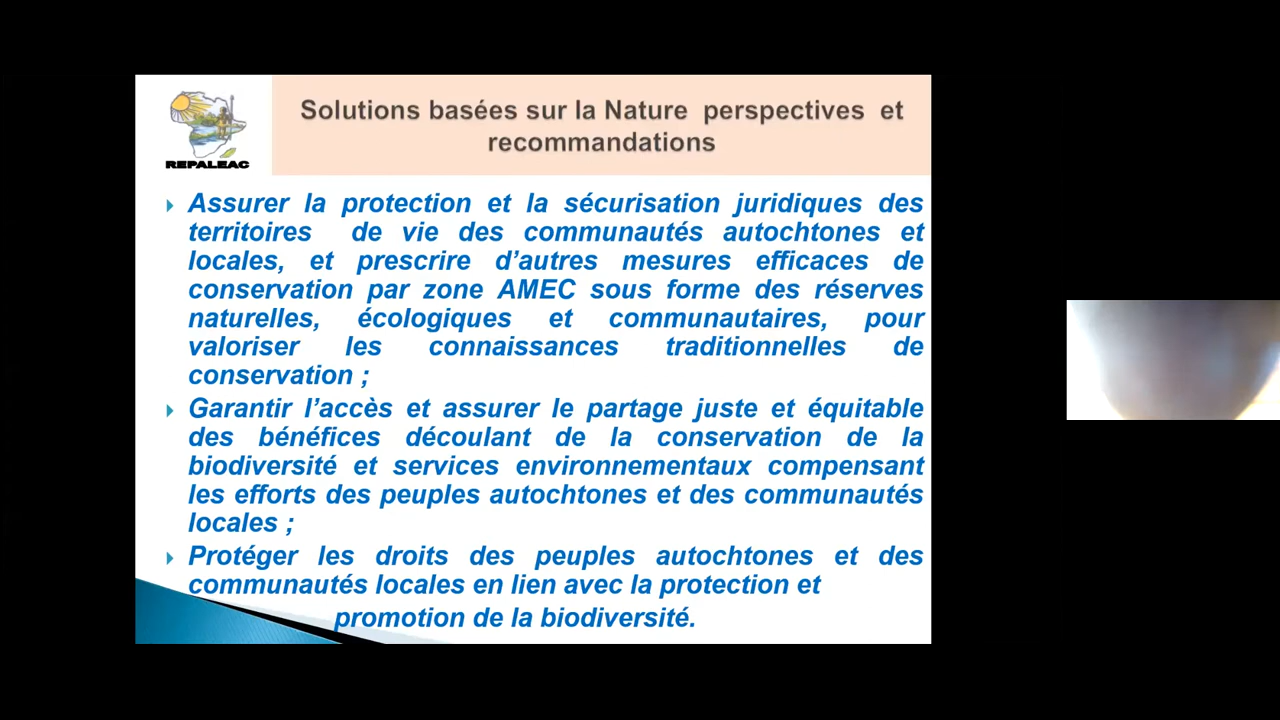 REPALEAC
Solutions basées sur la Nature perspectives et
recommandations
Assurer la protection et la sécurisation juridiques des
territoires de vie des communautés autochtones et
locales, et prescrire d’autres mesures efficaces de
conservation par zone AMEC sous forme des réserves
naturelles, écologiques et communautaires, pour
valoriser les connaissances traditionnelles de
conservation ;
Garantir l’accès et assurer le partage juste et équitable
des bénéfices découlant de la conservation de la
biodiversité et services environnementaux compensant
les efforts des peuples autochtones et des communautés
locales ;
Protéger les droits des peuples autochtones et des
communautés locales en lien avec la protection et
promotion de la biodiversité.